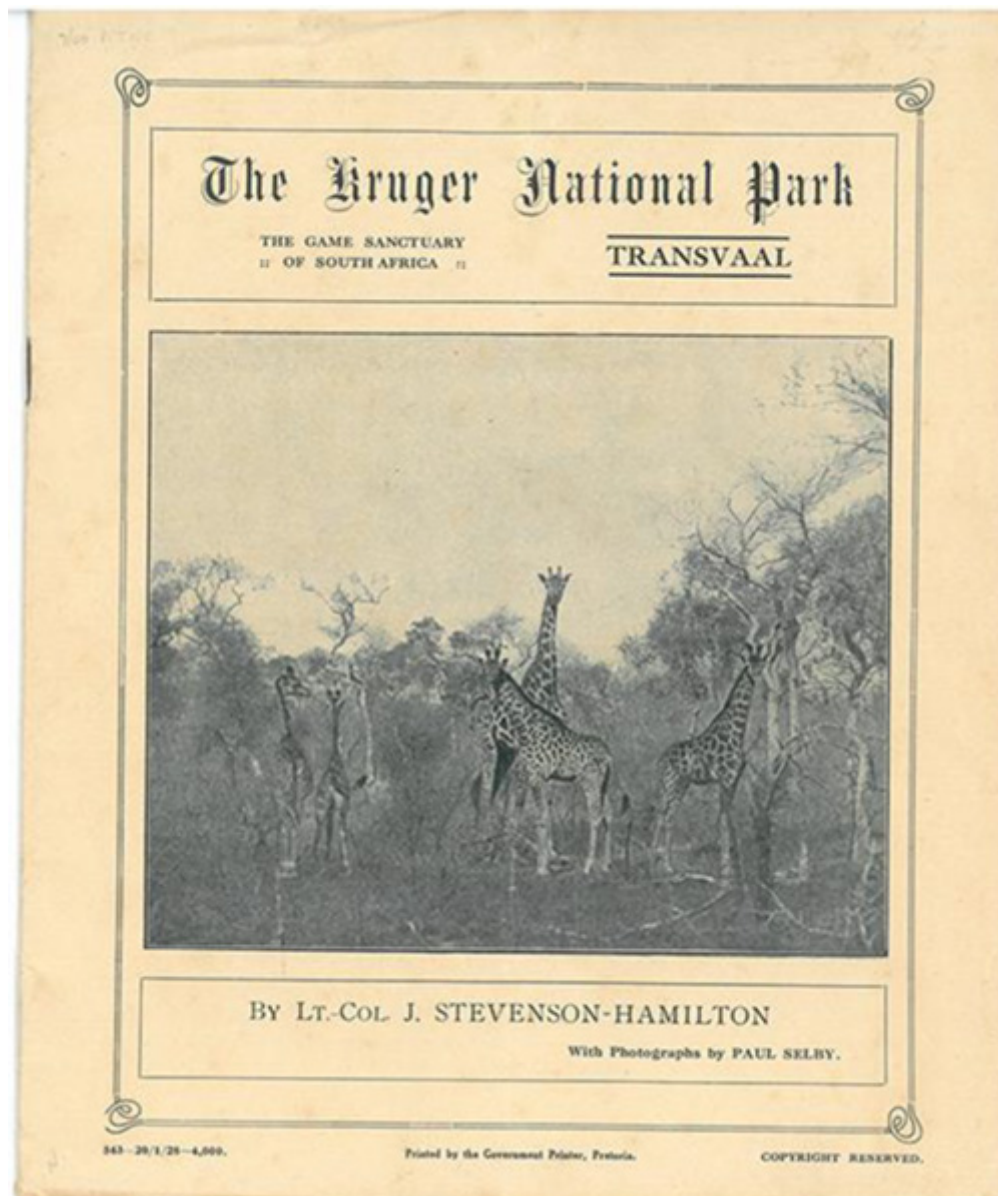 The Kruger National Park
THE GAME SANCTUARY
:: OF SOUTH AFRICA ::
TRANSVAAL
BY LT.-COL. J. STEVENSON-HAMILTON
With Photographs by PAUL SELBY.
Printed by the Government Printer, Pretoria.
COPYRIGHT RESERVED.